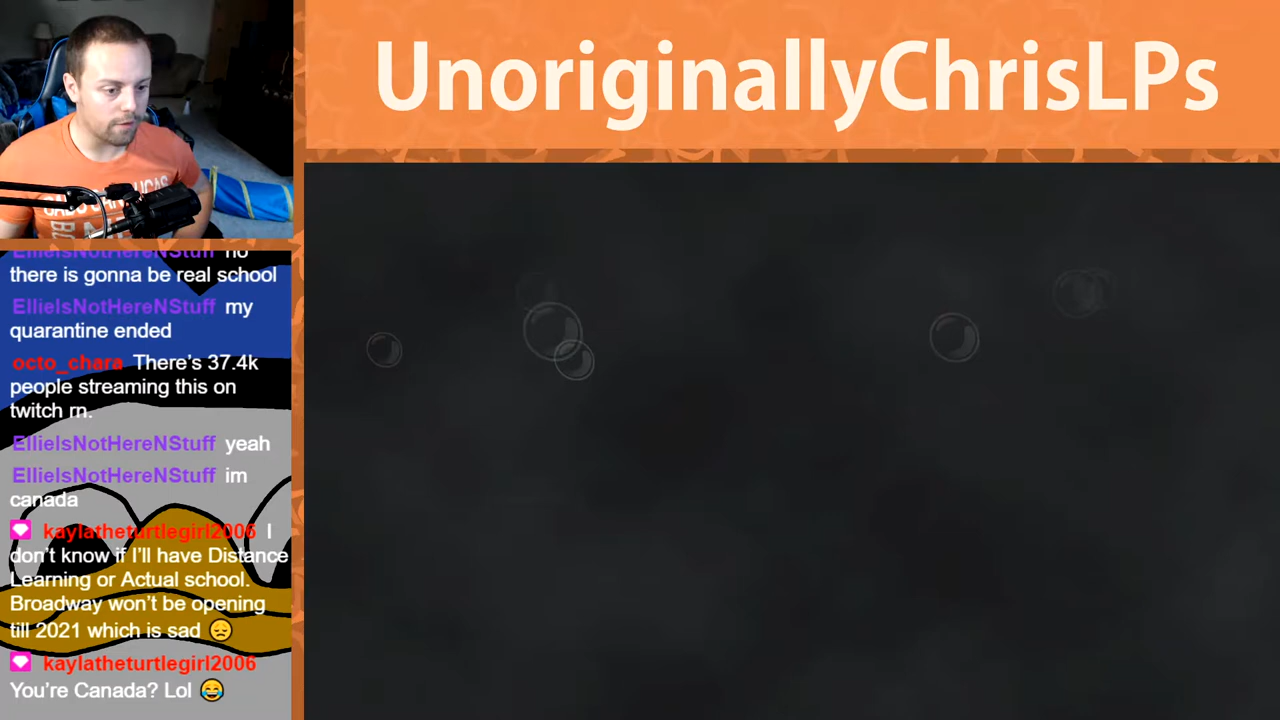 UnoriginallyChrisLPs
EllieIsNotHereNStuff no
there is gonna be real school
EllieIsNotHereNStuff my
quarantine ended
octo_chara There's 37.4k
people streaming this on
twitch rn.
EllieIsNotHereNStuff yeah
EllieIsNotHereNStuff im
canada
kaylatheturtlegirl2006 I
don't know if I'll have Distance
Learning or Actual school.
Broadway won't be opening
till 2021 which is sad 😞
kaylatheturtlegirl2006
You're Canada? Lol 😂